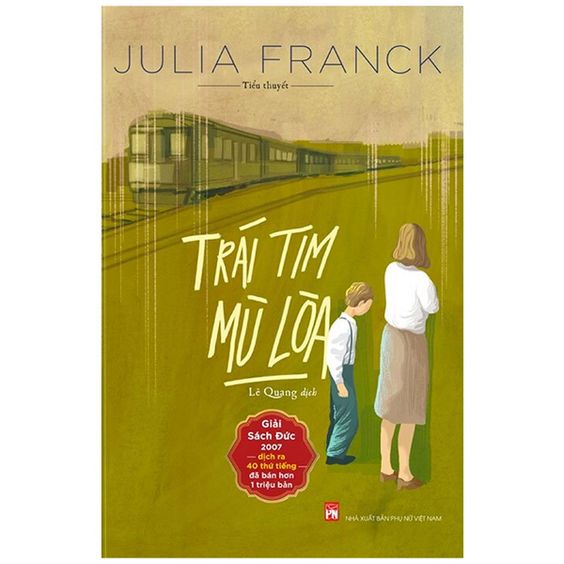 JULIA FRANCK
Tiểu thuyết
TRÁI TIM
MÙ LÒA
Lê Quang dịch
Giải
Sách Đức
2007
dịch ra
40 thứ tiếng
đã bán hơn
1 triệu bản
PN
NHÀ XUẤT BẢN PHỤ NỮ VIỆT NAM